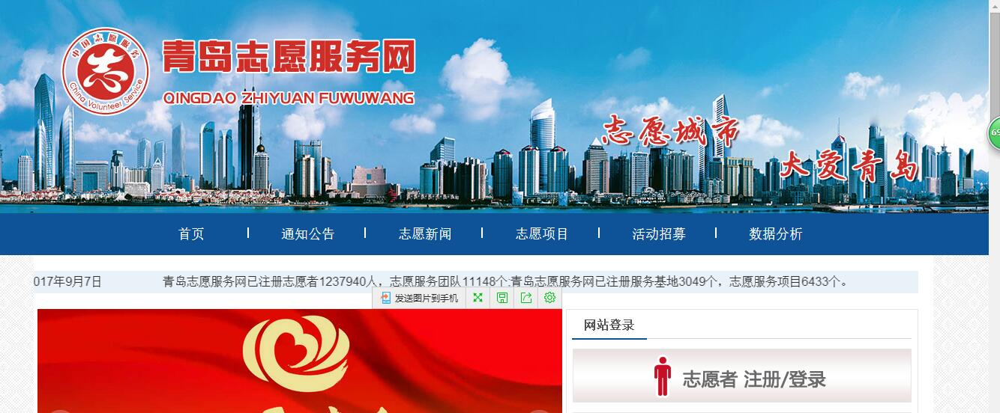 中国志愿服务
志
China Volunteer Service
青岛志愿服务网
QINGDAO ZHIYUAN FUWUWANG
志愿城市
大爱青岛
首页 通知公告 志愿新闻 志愿项目 活动招募 数据分析
017年9月7日 青岛志愿服务网已注册志愿者1237940人，志愿服务团队11148个;青岛志愿服务网已注册服务基地3049个，志愿服务项目6433个。
发送图片到手机
网站登录
志愿者 注册/登录